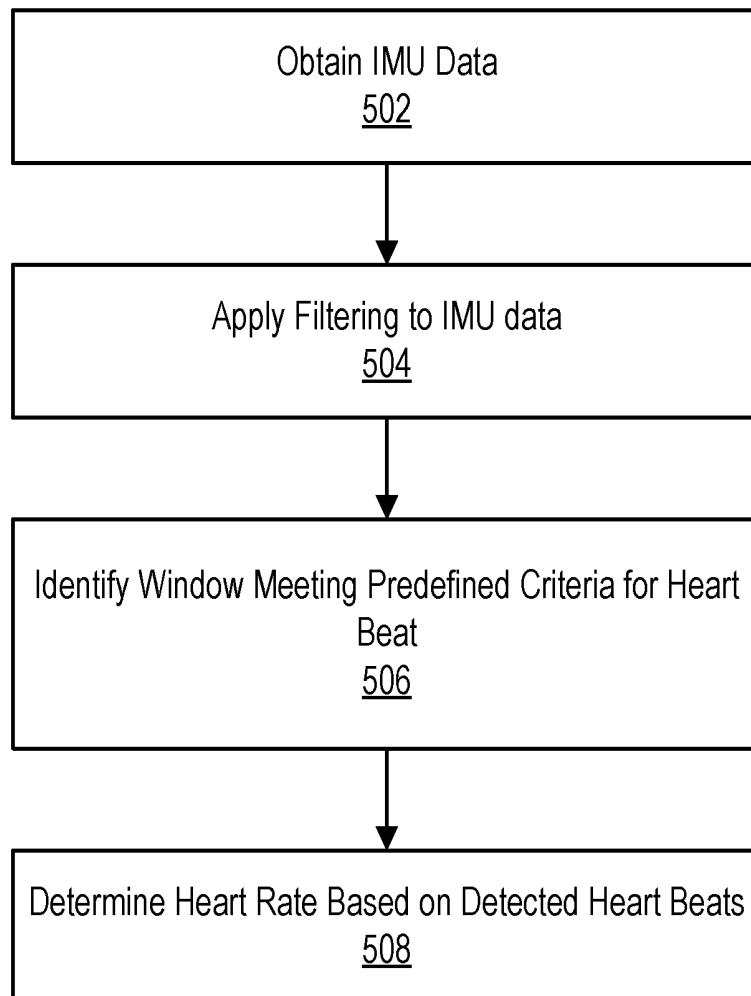 Obtain IMU Data
502
Apply Filtering to IMU data
504
Identify Window Meeting Predefined Criteria for Heart
Beat
506
Determine Heart Rate Based on Detected Heart Beats
508